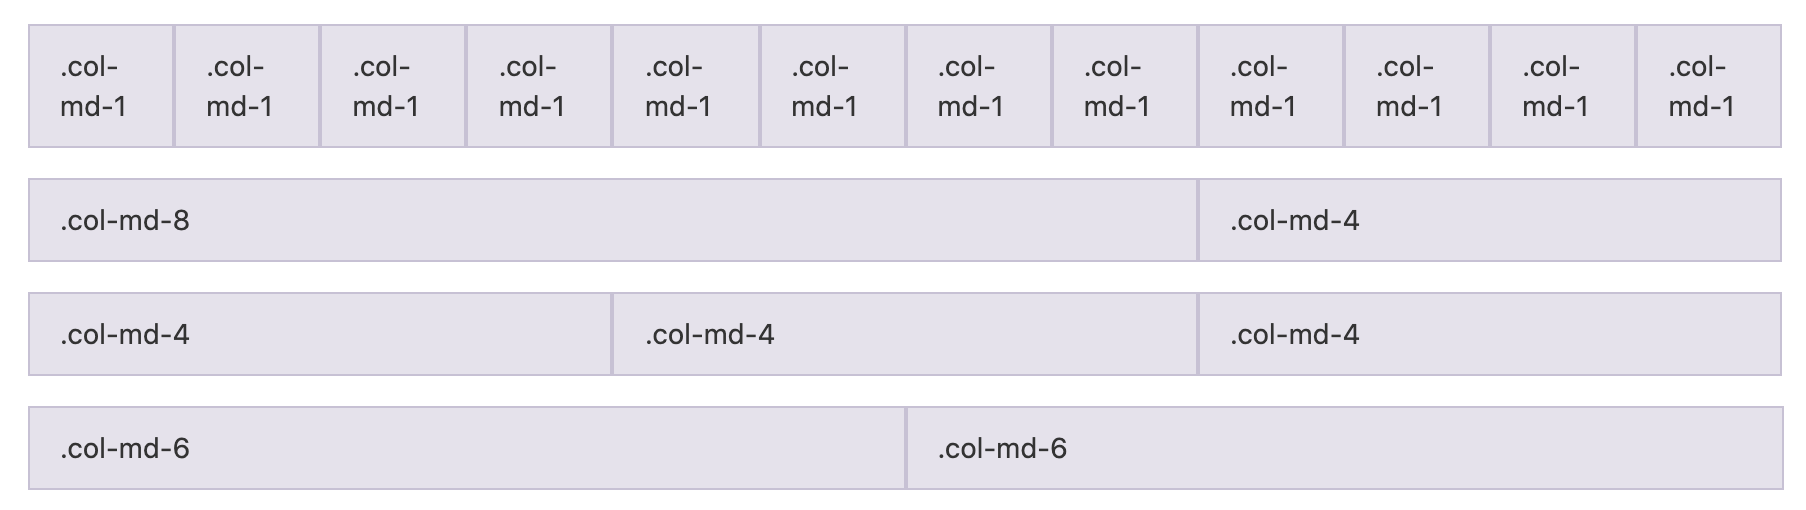 .col- .col- .col- .col- .col- .col- .col- .col- .col- .col- .col- .col-
md-1 md-1 md-1 md-1 md-1 md-1 md-1 md-1 md-1 md-1 md-1 md-1
.col-md-8 .col-md-4
.col-md-4 .col-md-4 .col-md-4
.col-md-6 .col-md-6